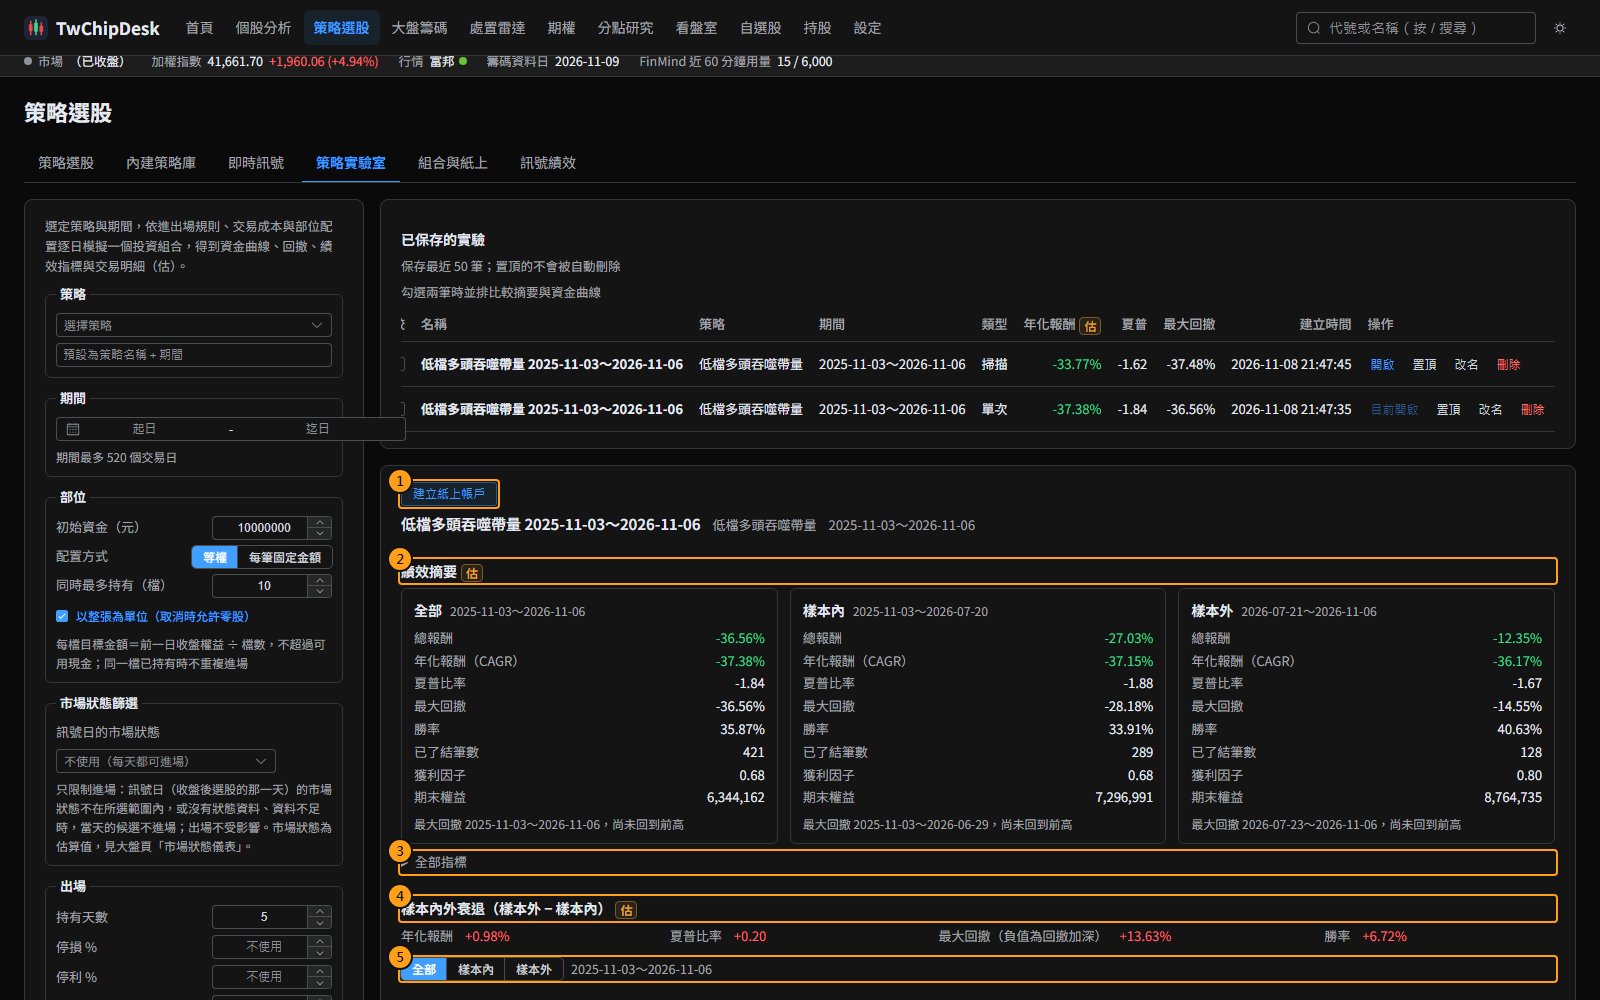 TwChipDesk 首頁 個股分析 策略選股 大盤籌碼 處置雷達 期權 分點研究 看盤室 自選股 持股 設定 代號或名稱（按 / 搜尋）
市場 （已收盤） 加權指數 41,661.70 +1,960.06 (+4.94%) 行情 富邦 籌碼資料日 2026-11-09 FinMind 近 60 分鐘用量 15 / 6,000
策略選股
策略選股 內建策略庫 即時訊號 策略實驗室 組合與紙上 訊號績效
選定策略與期間，依進出場規則、交易成本與部位配
置逐日模擬一個投資組合，得到資金曲線、回撤、績
效指標與交易明細（估）。
策略
選擇策略
預設為策略名稱 + 期間
期間
起日 - 迄日
期間最多 520 個交易日
部位
初始資金（元） 10000000
配置方式 等權 每筆固定金額
同時最多持有（檔） 10
以整張為單位（取消時允許零股）
每檔目標金額＝前一日收盤權益 ÷ 檔數，不超過可
用現金；同一檔已持有時不重複進場
市場狀態篩選
訊號日的市場狀態
不使用（每天都可進場）
只限制進場：訊號日（收盤後選股的那一天）的市場
狀態不在所選範圍內，或沒有狀態資料、資料不足
時，當天的候選不進場；出場不受影響。市場狀態為
估算值，見大盤頁「市場狀態儀表」。
出場
持有天數 5
停損 % 不使用
停利 % 不使用
已保存的實驗
保存最近 50 筆；置頂的不會被自動刪除
勾選兩筆時並排比較摘要與資金曲線
名稱 策略 期間 類型 年化報酬 估 夏普 最大回撤 建立時間 操作
低檔多頭吞噬帶量 2025-11-03～2026-11-06 低檔多頭吞噬帶量 2025-11-03～2026-11-06 掃描 -33.77% -1.62 -37.48% 2026-11-08 21:47:45 開啟 置頂 改名 刪除
低檔多頭吞噬帶量 2025-11-03～2026-11-06 低檔多頭吞噬帶量 2025-11-03～2026-11-06 單次 -37.38% -1.84 -36.56% 2026-11-08 21:47:35 目前開啟 置頂 改名 刪除
1
建立紙上帳戶
低檔多頭吞噬帶量 2025-11-03～2026-11-06 低檔多頭吞噬帶量 2025-11-03～2026-11-06
2
績效摘要 估
全部 2025-11-03～2026-11-06
總報酬 -36.56%
年化報酬（CAGR） -37.38%
夏普比率 -1.84
最大回撤 -36.56%
勝率 35.87%
已了結筆數 421
獲利因子 0.68
期末權益 6,344,162
最大回撤 2025-11-03～2026-11-06，尚未回到前高
樣本內 2025-11-03～2026-07-20
總報酬 -27.03%
年化報酬（CAGR） -37.15%
夏普比率 -1.88
最大回撤 -28.18%
勝率 33.91%
已了結筆數 289
獲利因子 0.68
期末權益 7,296,991
最大回撤 2025-11-03～2026-06-29，尚未回到前高
樣本外 2026-07-21～2026-11-06
總報酬 -12.35%
年化報酬（CAGR） -36.17%
夏普比率 -1.67
最大回撤 -14.55%
勝率 40.63%
已了結筆數 128
獲利因子 0.80
期末權益 8,764,735
最大回撤 2026-07-23～2026-11-06，尚未回到前高
3
全部指標
4
樣本內外衰退（樣本外 − 樣本內） 估
年化報酬 +0.98% 夏普比率 +0.20 最大回撤（負值為回撤加深） +13.63% 勝率 +6.72%
5
全部 樣本內 樣本外 2025-11-03～2026-11-06